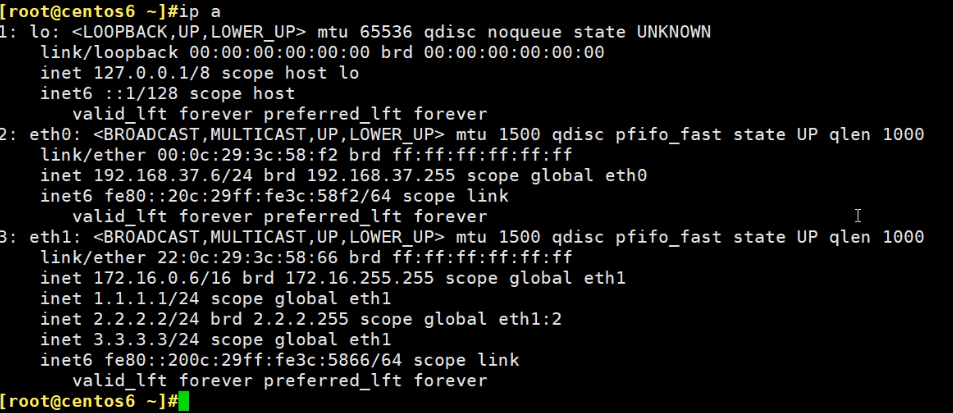 [root@centos6 ~]#ip a
1: lo: <LOOPBACK,UP,LOWER_UP> mtu 65536 qdisc noqueue state UNKNOWN
    link/loopback 00:00:00:00:00:00 brd 00:00:00:00:00:00
    inet 127.0.0.1/8 scope host lo
    inet6 ::1/128 scope host
       valid_lft forever preferred_lft forever
2: eth0: <BROADCAST,MULTICAST,UP,LOWER_UP> mtu 1500 qdisc pfifo_fast state UP qlen 1000
    link/ether 00:0c:29:3c:58:f2 brd ff:ff:ff:ff:ff:ff
    inet 192.168.37.6/24 brd 192.168.37.255 scope global eth0
    inet6 fe80::20c:29ff:fe3c:58f2/64 scope link
       valid_lft forever preferred_lft forever
3: eth1: <BROADCAST,MULTICAST,UP,LOWER_UP> mtu 1500 qdisc pfifo_fast state UP qlen 1000
    link/ether 22:0c:29:3c:58:66 brd ff:ff:ff:ff:ff:ff
    inet 172.16.0.6/16 brd 172.16.255.255 scope global eth1
    inet 1.1.1.1/24 scope global eth1
    inet 2.2.2.2/24 brd 2.2.2.255 scope global eth1:2
    inet 3.3.3.3/24 scope global eth1
    inet6 fe80::200c:29ff:fe3c:5866/64 scope link
       valid_lft forever preferred_lft forever
[root@centos6 ~]#